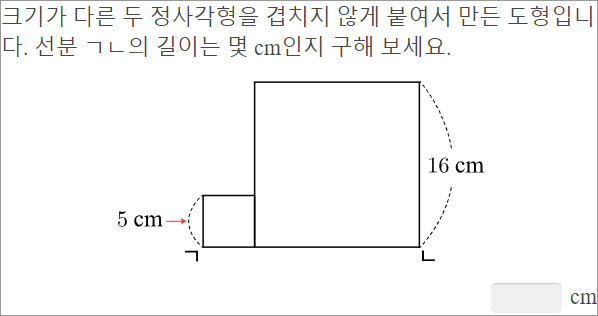 크기가 다른 두 정사각형을 겹치지 않게 붙여서 만든 도형입니
다. 선분 ㄱㄴ의 길이는 몇 cm인지 구해 보세요.
16 cm
5 cm
ㄱ ㄴ
cm